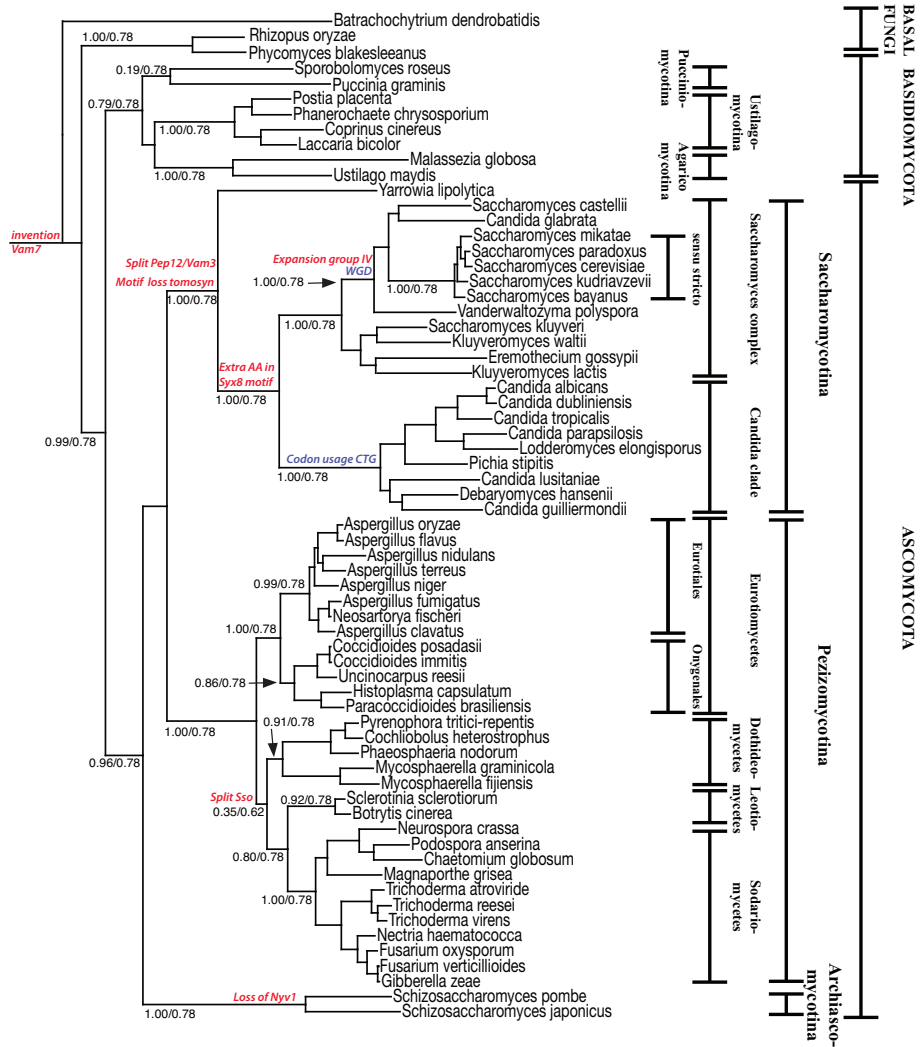 Batrachochytrium dendrobatidis
Rhizopus oryzae
1.00/0.78
Phycomyces blakesleeanus
Sporobolomyces roseus
0.19/0.78
Puccinia graminis
0.79/0.78
Postia placenta
Phanerochaete chrysosporium
1.00/0.78
Coprinus cinereus
Laccaria bicolor
Malassezia globosa
1.00/0.78
Ustilago maydis
Yarrowia lipolytica
invention
Vam7
Split Pep12/Vam3
Motif loss tomosyn
1.00/0.78
Saccharomyces castellii
Candida glabrata
Saccharomyces mikatae
Saccharomyces paradoxus
Saccharomyces cerevisiae
Saccharomyces kudriavzevii
Saccharomyces bayanus
Expansion group IV
WGD
1.00/0.78
1.00/0.78
Vanderwaltozyma polyspora
1.00/0.78
Saccharomyces kluyveri
Kluyveromyces waltii
Eremothecium gossypii
Kluyveromyces lactis
Extra AA in
Syx8 motif
1.00/0.78
Candida albicans
Candida dubliniensis
Candida tropicalis
Candida parapsilosis
Lodderomyces elongisporus
Codon usage CTG
1.00/0.78
Pichia stipitis
Candida lusitaniae
Debaryomyces hansenii
Candida guilliermondii
0.99/0.78
Aspergillus oryzae
Aspergillus flavus
Aspergillus nidulans
Aspergillus terreus
0.99/0.78
Aspergillus niger
Aspergillus fumigatus
Neosartorya fischeri
1.00/0.78
Aspergillus clavatus
Coccidioides posadasii
Coccidioides immitis
Uncinocarpus reesii
0.86/0.78
Histoplasma capsulatum
Paracoccidioides brasiliensis
1.00/0.78
0.91/0.78
Pyrenophora tritici-repentis
Cochliobolus heterostrophus
Phaeosphaeria nodorum
0.96/0.78
Mycosphaerella graminicola
Mycosphaerella fijiensis
Split Sso
0.35/0.62
0.92/0.78
Sclerotinia sclerotiorum
Botrytis cinerea
0.80/0.78
Neurospora crassa
Podospora anserina
Chaetomium globosum
Magnaporthe grisea
1.00/0.78
Trichoderma atroviride
Trichoderma reesei
Trichoderma virens
Nectria haematococca
Fusarium oxysporum
Fusarium verticillioides
Gibberella zeae
Loss of Nyv1
1.00/0.78
Schizosaccharomyces pombe
Schizosaccharomyces japonicus
Puccinio-
mycotina
Ustilago-
mycotina
Agarico
mycotina
sensu stricto
Saccharomyces complex
Candida clade
Eurotiales
Onygenales
Eurotiomycetes
Dothideo-
mycetes
Leotio-
mycetes
Sodario-
mycetes
Saccharomycotina
Pezizomycotina
Archiasco-
mycotina
BASAL
FUNGI
BASIDIOMYCOTA
ASCOMYCOTA